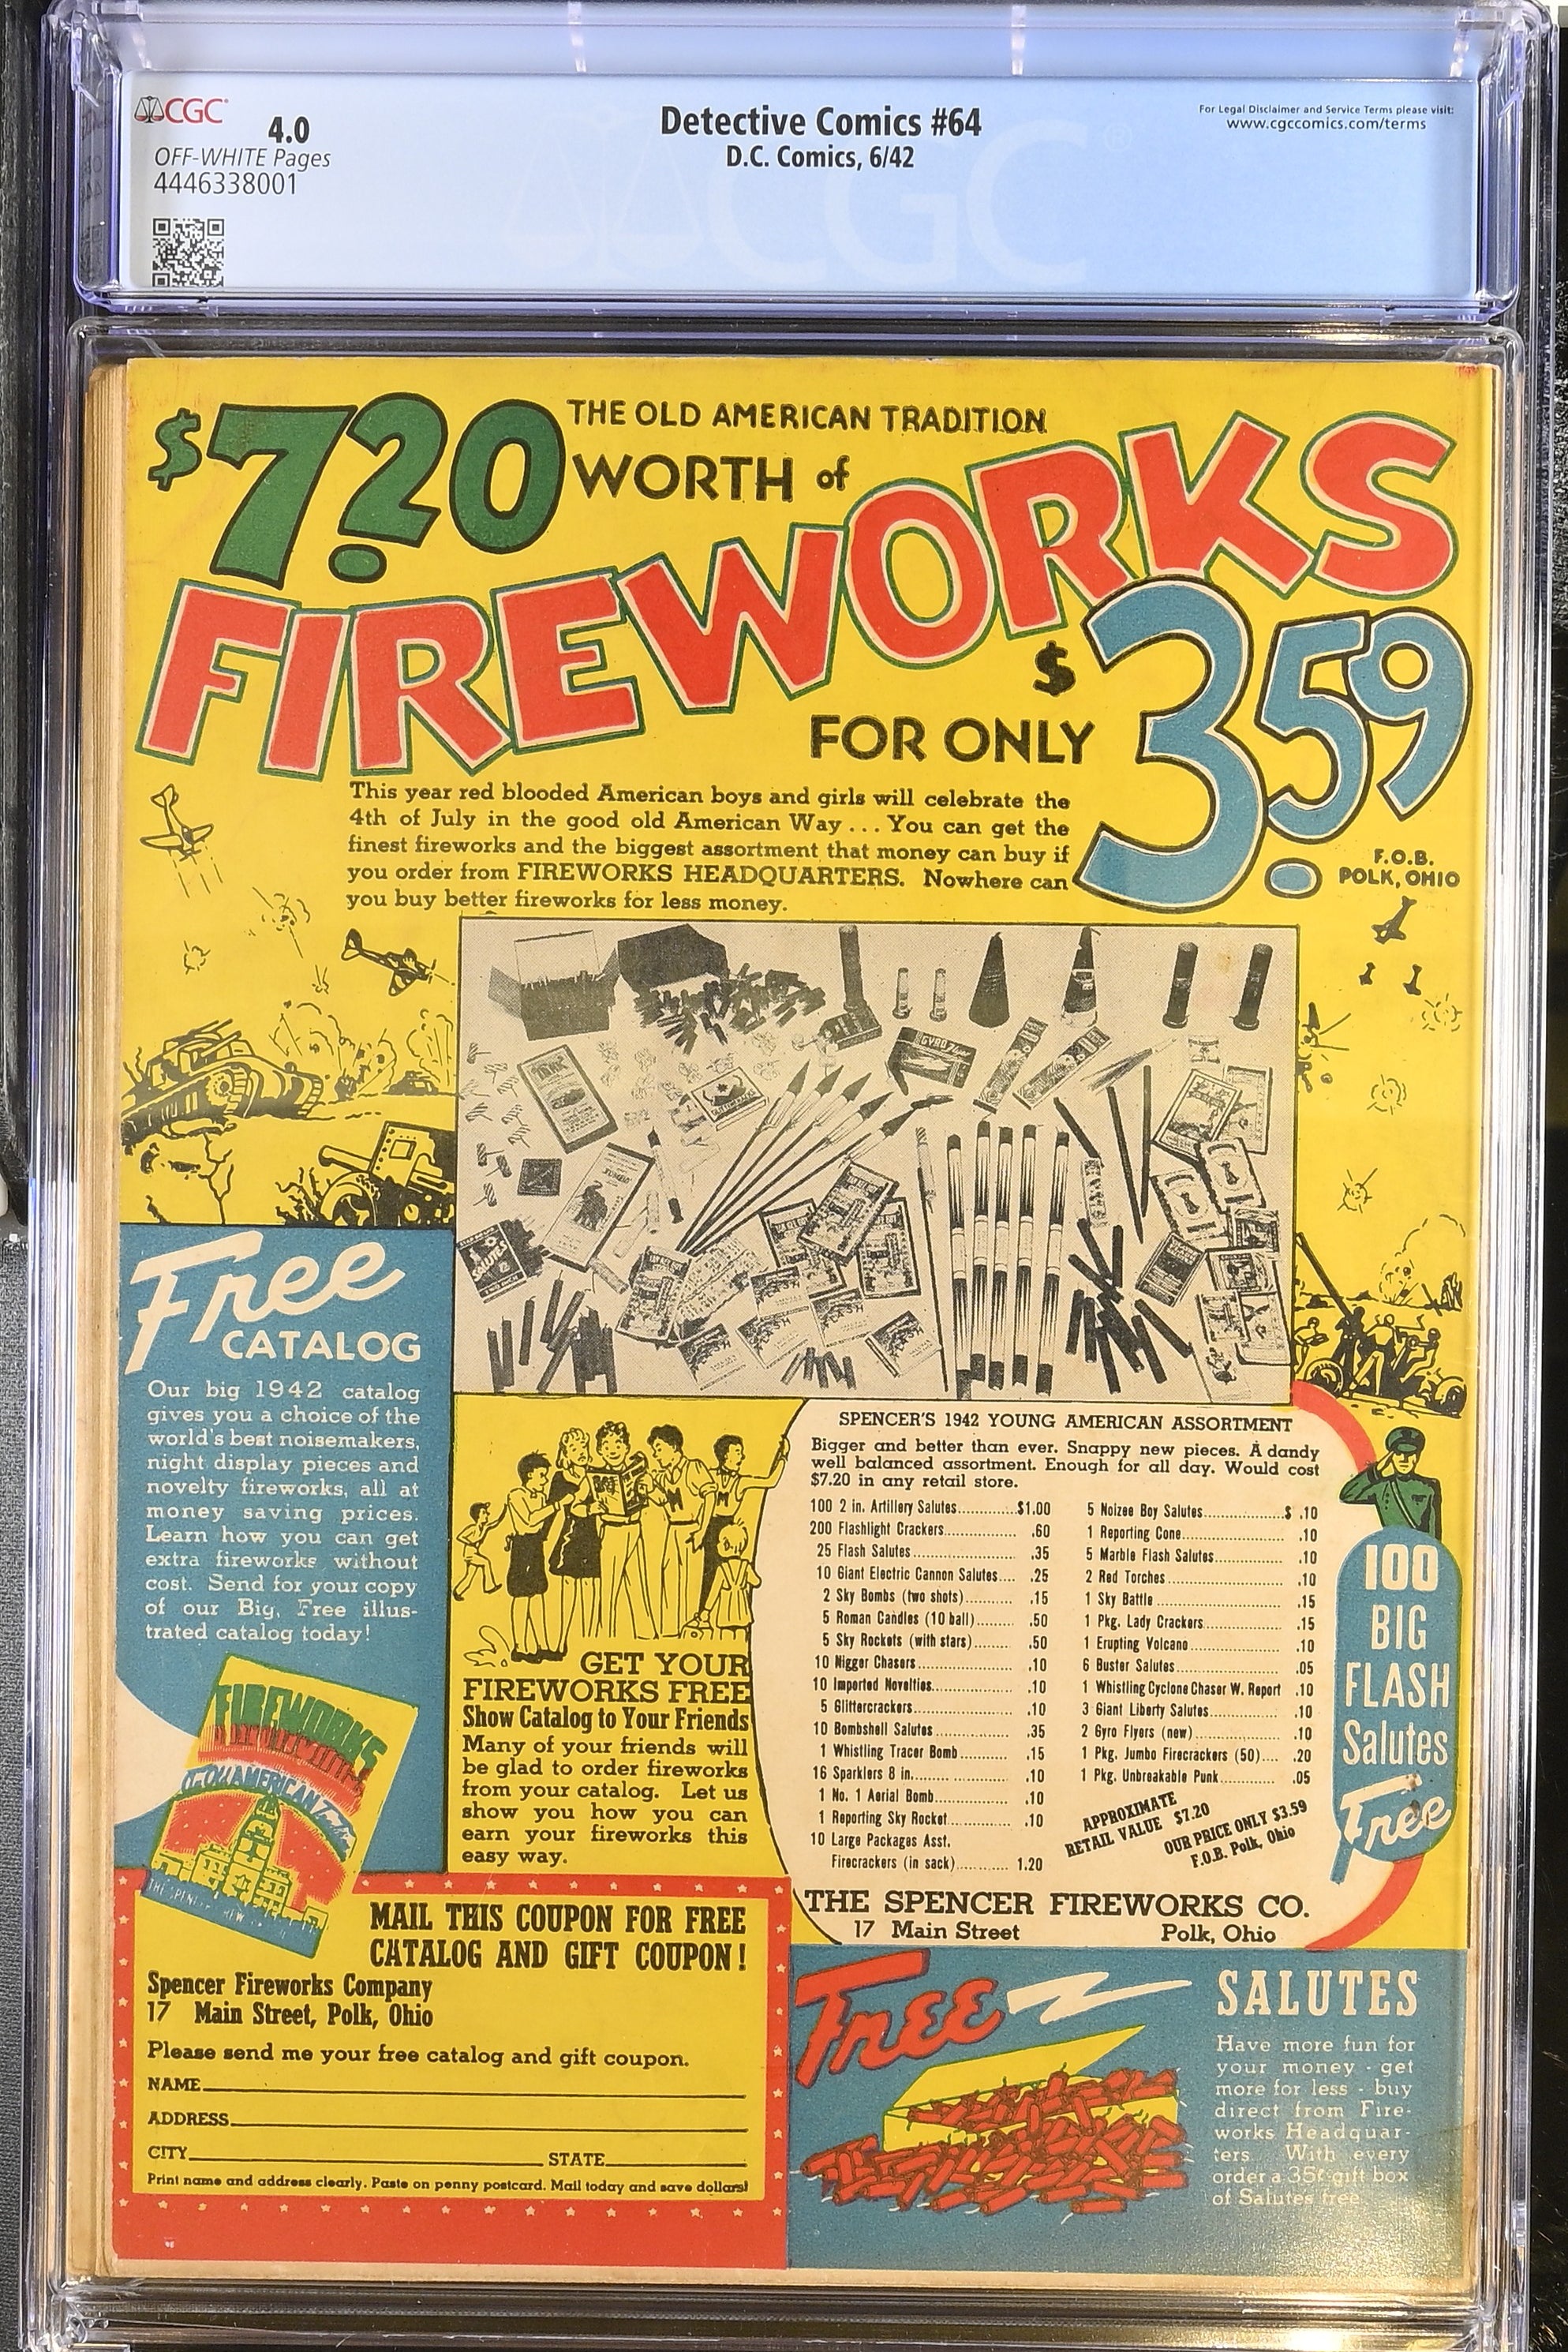 CGC
4.0
OFF-WHITE Pages
4446338001
Detective Comics #64
D.C. Comics, 6/42
For Legal Disclaimer and Service Terms please visit:
www.cgccomics.com/terms
CGC
$7.20
THE OLD AMERICAN TRADITION
WORTH of
FIREWORKS
FOR ONLY
$3.59
F.O.B.
POLK, OHIO
This year red blooded American boys and girls will celebrate the
4th of July in the good old American Way... You can get the
finest fireworks and the biggest assortment that money can buy if
you order from FIREWORKS HEADQUARTERS. Nowhere can
you buy better fireworks for less money.
Free
CATALOG
Our big 1942 catalog
gives you a choice of the
world's best noisemakers,
night display pieces and
novelty fireworks, all at
money saving prices.
Learn how you can get
extra fireworks without
cost. Send for your copy
of our Big, Free illus-
trated catalog today!
FIREWORKS
AMERICAN
GET YOUR
FIREWORKS FREE
Show Catalog to Your Friends
Many of your friends will
be glad to order fireworks
from your catalog. Let us
show you how you can
earn your fireworks this
easy way.
SPENCER'S 1942 YOUNG AMERICAN ASSORTMENT
Bigger and better than ever. Snappy new pieces. A dandy
well balanced assortment. Enough for all day. Would cost
$7.20 in any retail store.
100 2 in. Artillery Salutes..........$1.00
200 Flashlight Crackers.......... .60
25 Flash Salutes.......... .35
10 Giant Electric Cannon Salutes.... .25
2 Sky Bombs (two shots).......... .15
5 Roman Candles (10 ball).......... .50
5 Sky Rockets (with stars).......... .50
10 Nigger Chasers.......... .10
10 Imported Novelties.......... .10
5 Glittercrackers.......... .10
10 Bombshell Salutes.......... .35
1 Whistling Tracer Bomb.......... .15
16 Sparklers 8 in........... .10
1 No. 1 Aerial Bomb.......... .10
1 Reporting Sky Rocket.......... .10
10 Large Packages Asst.
Firecrackers (in sack).......... 1.20
5 Noizee Boy Salutes..........$ .10
1 Reporting Cone.......... .10
5 Marble Flash Salutes.......... .10
2 Red Torches.......... .10
1 Sky Battle.......... .15
1 Pkg. Lady Crackers.......... .15
1 Erupting Volcano.......... .10
6 Buster Salutes.......... .05
1 Whistling Cyclone Chaser W. Report .10
3 Giant Liberty Salutes.......... .10
2 Gyro Flyers (new).......... .10
1 Pkg. Jumbo Firecrackers (50).... .20
1 Pkg. Unbreakable Punk.......... .05
APPROXIMATE
RETAIL VALUE $7.20
OUR PRICE ONLY $3.59
F.O.B. Polk, Ohio
THE SPENCER FIREWORKS CO.
17 Main Street Polk, Ohio
100
BIG
FLASH
Salutes
Free
MAIL THIS COUPON FOR FREE
CATALOG AND GIFT COUPON!
Spencer Fireworks Company
17 Main Street, Polk, Ohio
Please send me your free catalog and gift coupon.
NAME
ADDRESS
CITY STATE
Print name and address clearly. Paste on penny postcard. Mail today and save dollars!
FREE
SALUTES
Have more fun for
your money - get
more for less - buy
direct from Fire-
works Headquar-
ters. With every
order a 35¢ gift box
of Salutes free.